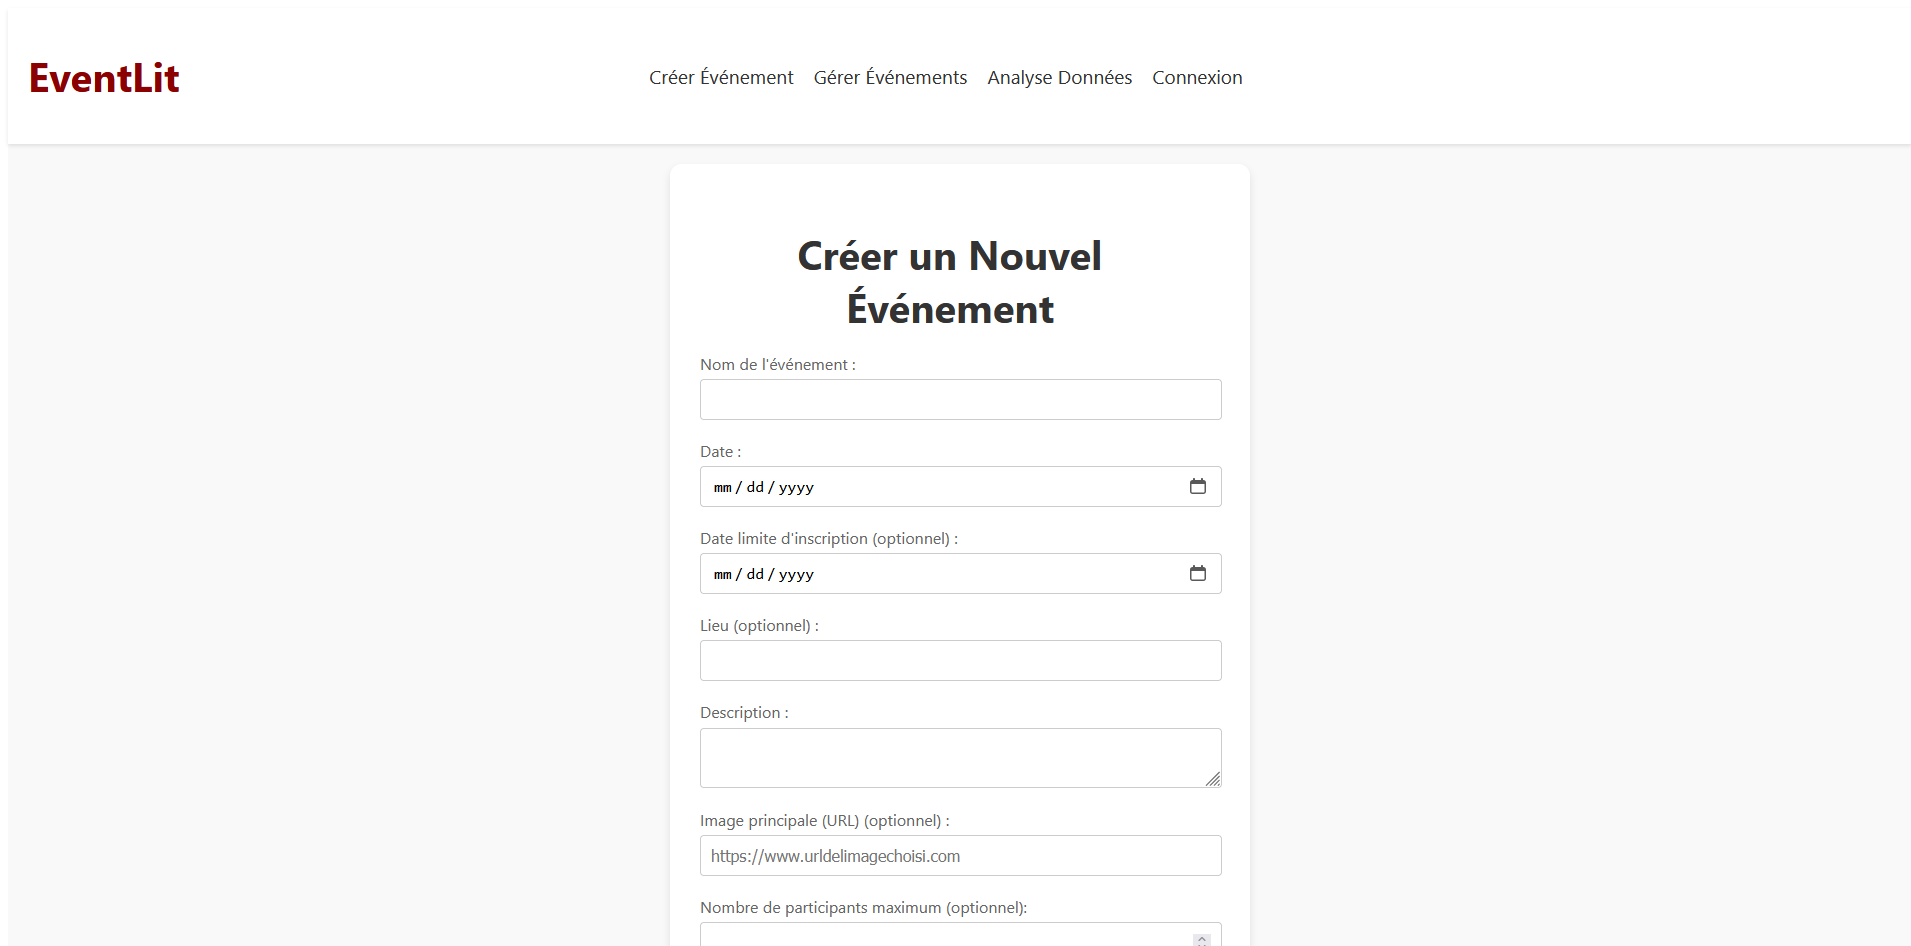 EventLit
Créer Événement Gérer Événements Analyse Données Connexion
Créer un Nouvel
Événement
Nom de l'événement :
Date :
mm / dd / yyyy
Date limite d'inscription (optionnel) :
mm / dd / yyyy
Lieu (optionnel) :
Description :
Image principale (URL) (optionnel) :
https://www.urldelimagechoisi.com
Nombre de participants maximum (optionnel):